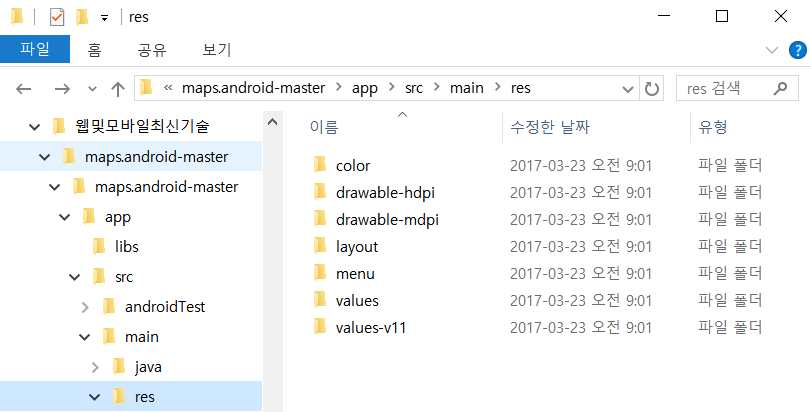 res
파일 홈 공유 보기
« maps.android-master > app > src > main > res
res 검색
웹및모바일최신기술
maps.android-master
maps.android-master
app
libs
src
androidTest
main
java
res
이름 수정한 날짜 유형
color 2017-03-23 오전 9:01 파일 폴더
drawable-hdpi 2017-03-23 오전 9:01 파일 폴더
drawable-mdpi 2017-03-23 오전 9:01 파일 폴더
layout 2017-03-23 오전 9:01 파일 폴더
menu 2017-03-23 오전 9:01 파일 폴더
values 2017-03-23 오전 9:01 파일 폴더
values-v11 2017-03-23 오전 9:01 파일 폴더